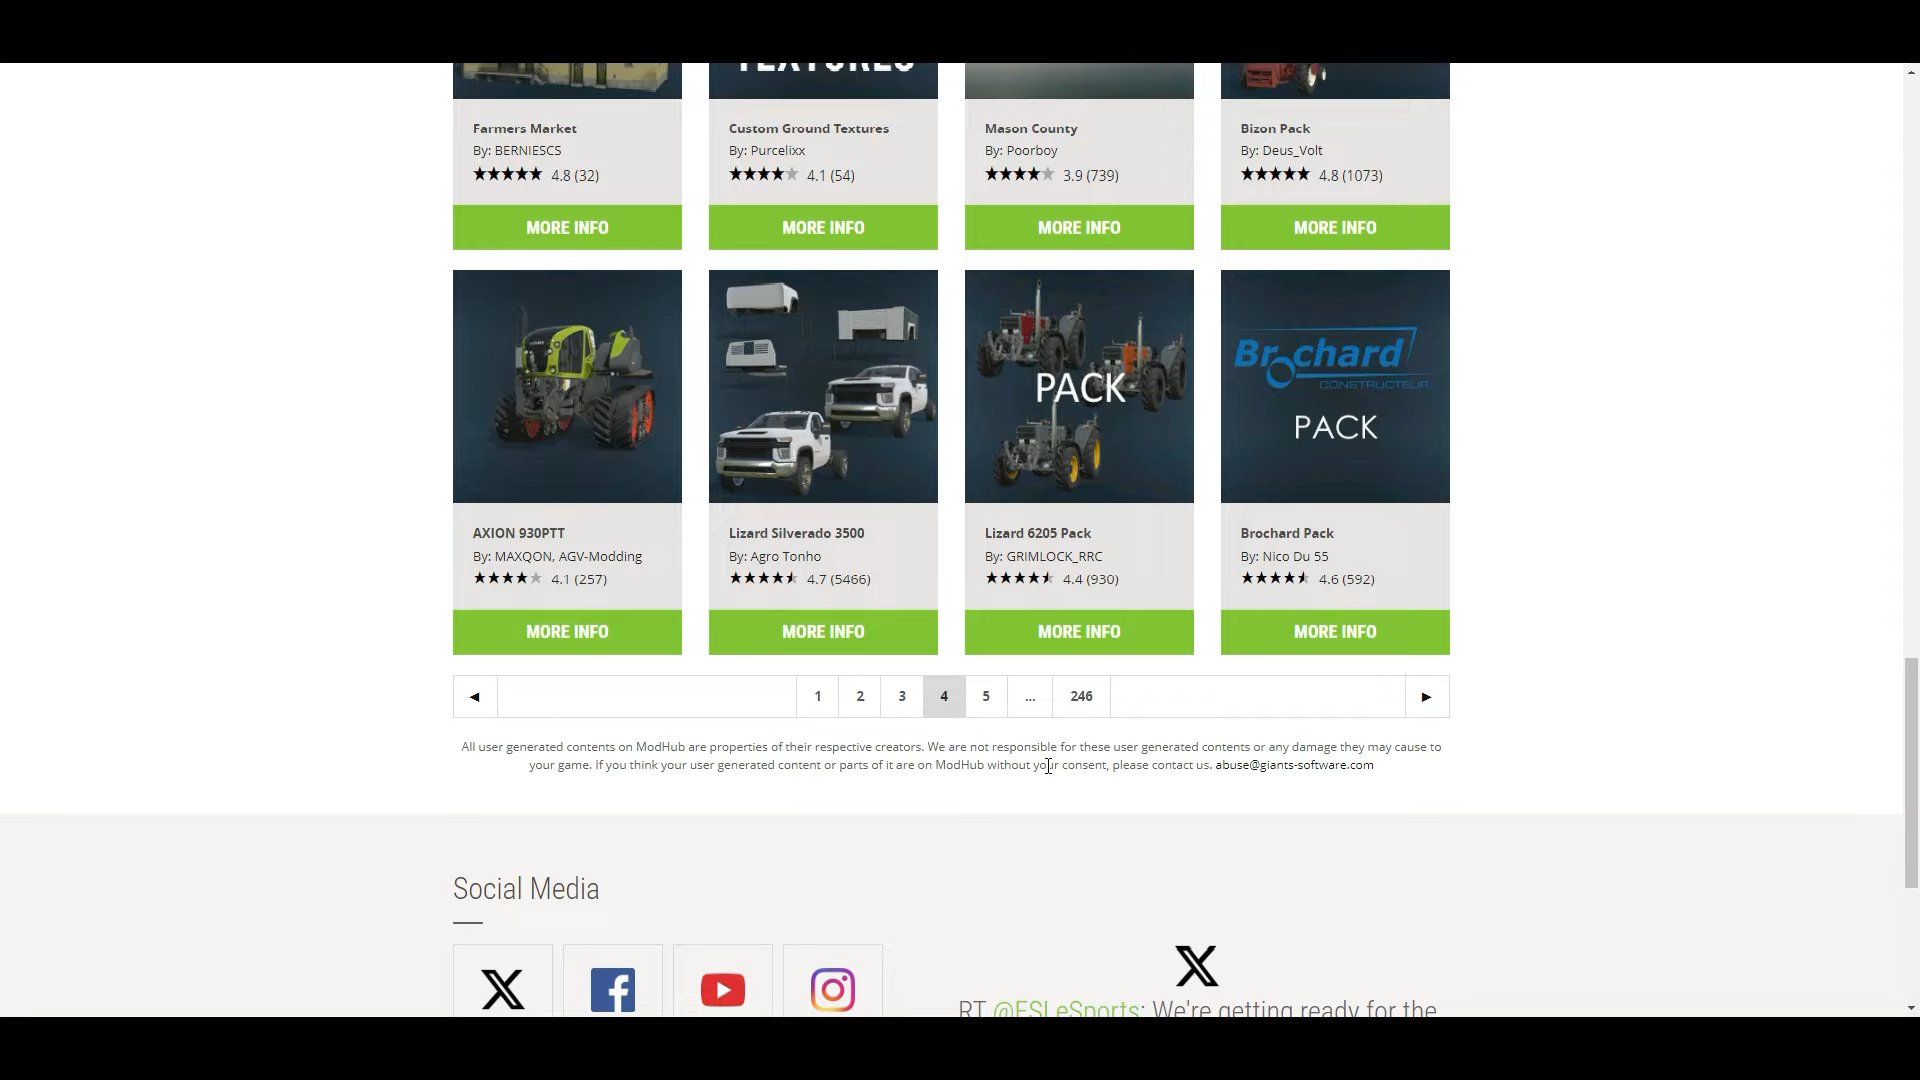 TEXTURES
Farmers Market
By: BERNIESCS
4.8 (32)
MORE INFO
Custom Ground Textures
By: Purcelixx
4.1 (54)
MORE INFO
Mason County
By: Poorboy
3.9 (739)
MORE INFO
Bizon Pack
By: Deus_Volt
4.8 (1073)
MORE INFO
AXION 930PTT
By: MAXQON, AGV-Modding
4.1 (257)
MORE INFO
Lizard Silverado 3500
By: Agro Tonho
4.7 (5466)
MORE INFO
PACK
Lizard 6205 Pack
By: GRIMLOCK_RRC
4.4 (930)
MORE INFO
Brochard
CONSTRUCTEUR
PACK
Brochard Pack
By: Nico Du 55
4.6 (592)
MORE INFO
1 2 3 4 5 ... 246
All user generated contents on ModHub are properties of their respective creators. We are not responsible for these user generated contents or any damage they may cause to
your game. If you think your user generated content or parts of it are on ModHub without your consent, please contact us. abuse@giants-software.com
Social Media
RT @ESLeSports: We're getting ready for the